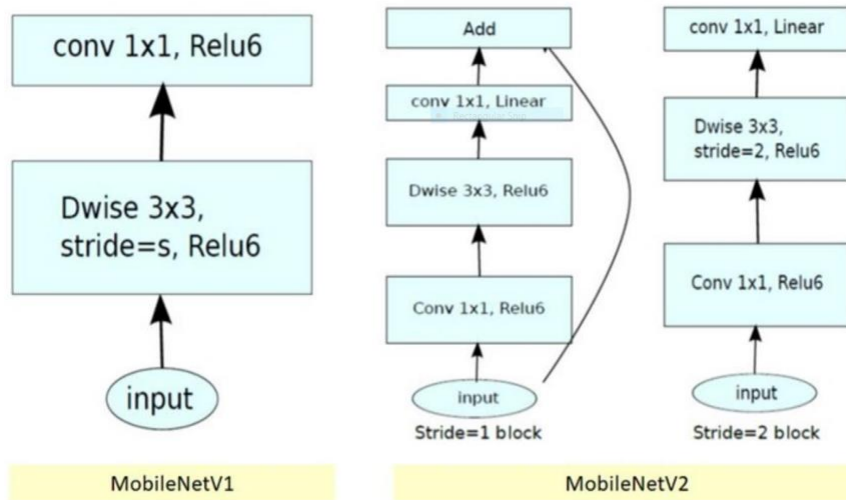 conv 1x1, Relu6
Dwise 3x3,
stride=s, Relu6
input
MobileNetV1
Add
conv 1x1, Linear
Rectangular Snip
Dwise 3x3, Relu6
Conv 1x1, Relu6
input
Stride=1 block
conv 1x1, Linear
Dwise 3x3,
stride=2, Relu6
Conv 1x1, Relu6
input
Stride=2 block
MobileNetV2